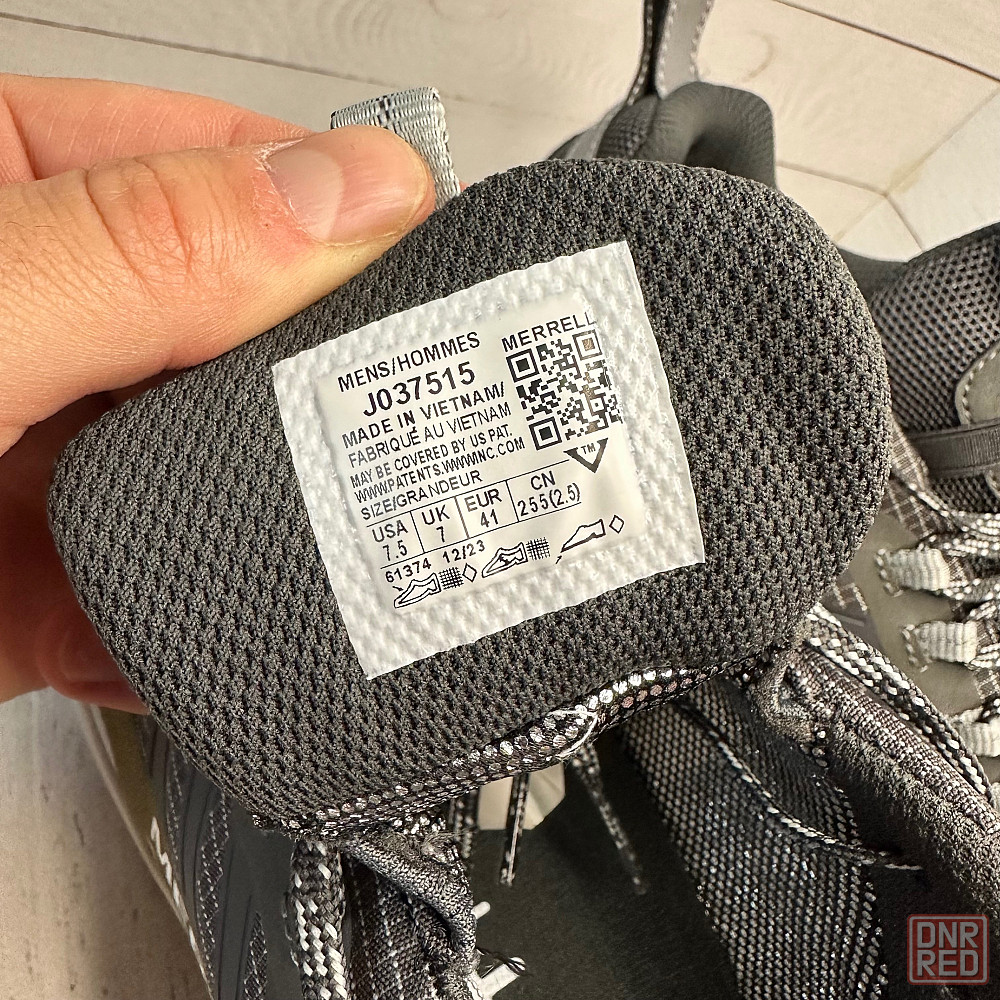 MENS/HOMMES
MERRELL
J037515
MADE IN VIETNAM/
FABRIQUÉ AU VIETNAM
MAY BE COVERED BY US PAT.
WWW.PATENTS.WWWINC.COM
SIZE/GRANDEUR
USA UK EUR CN
7.5 7 41 255(2.5)
61374 12/23
TM
DNR
RED